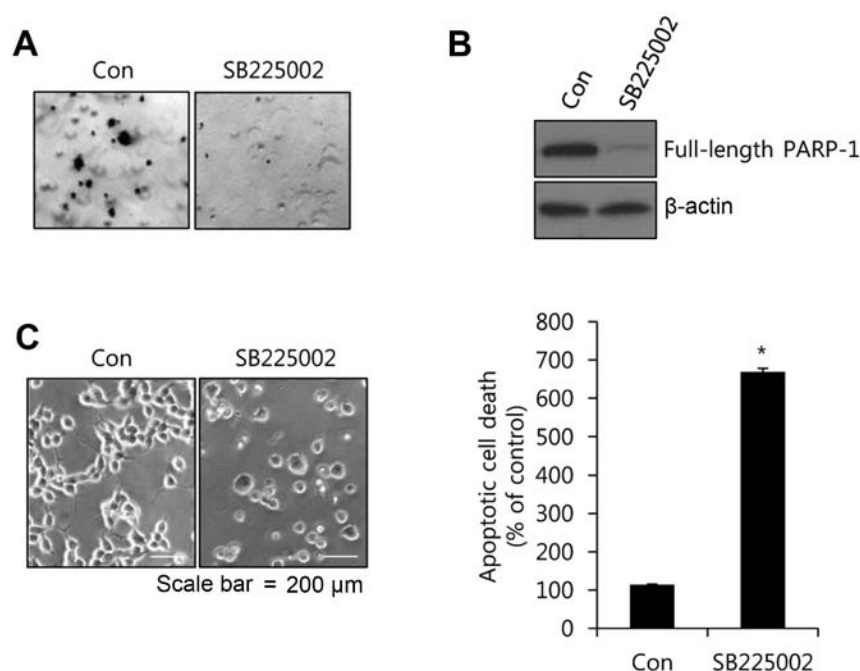 A
Con
SB225002
B
Con
SB225002
Full-length PARP-1
β-actin
C
Con
SB225002
Scale bar = 200 μm
Apoptotic cell death
(% of control)
800
700
600
500
400
300
200
100
0
*
Con
SB225002